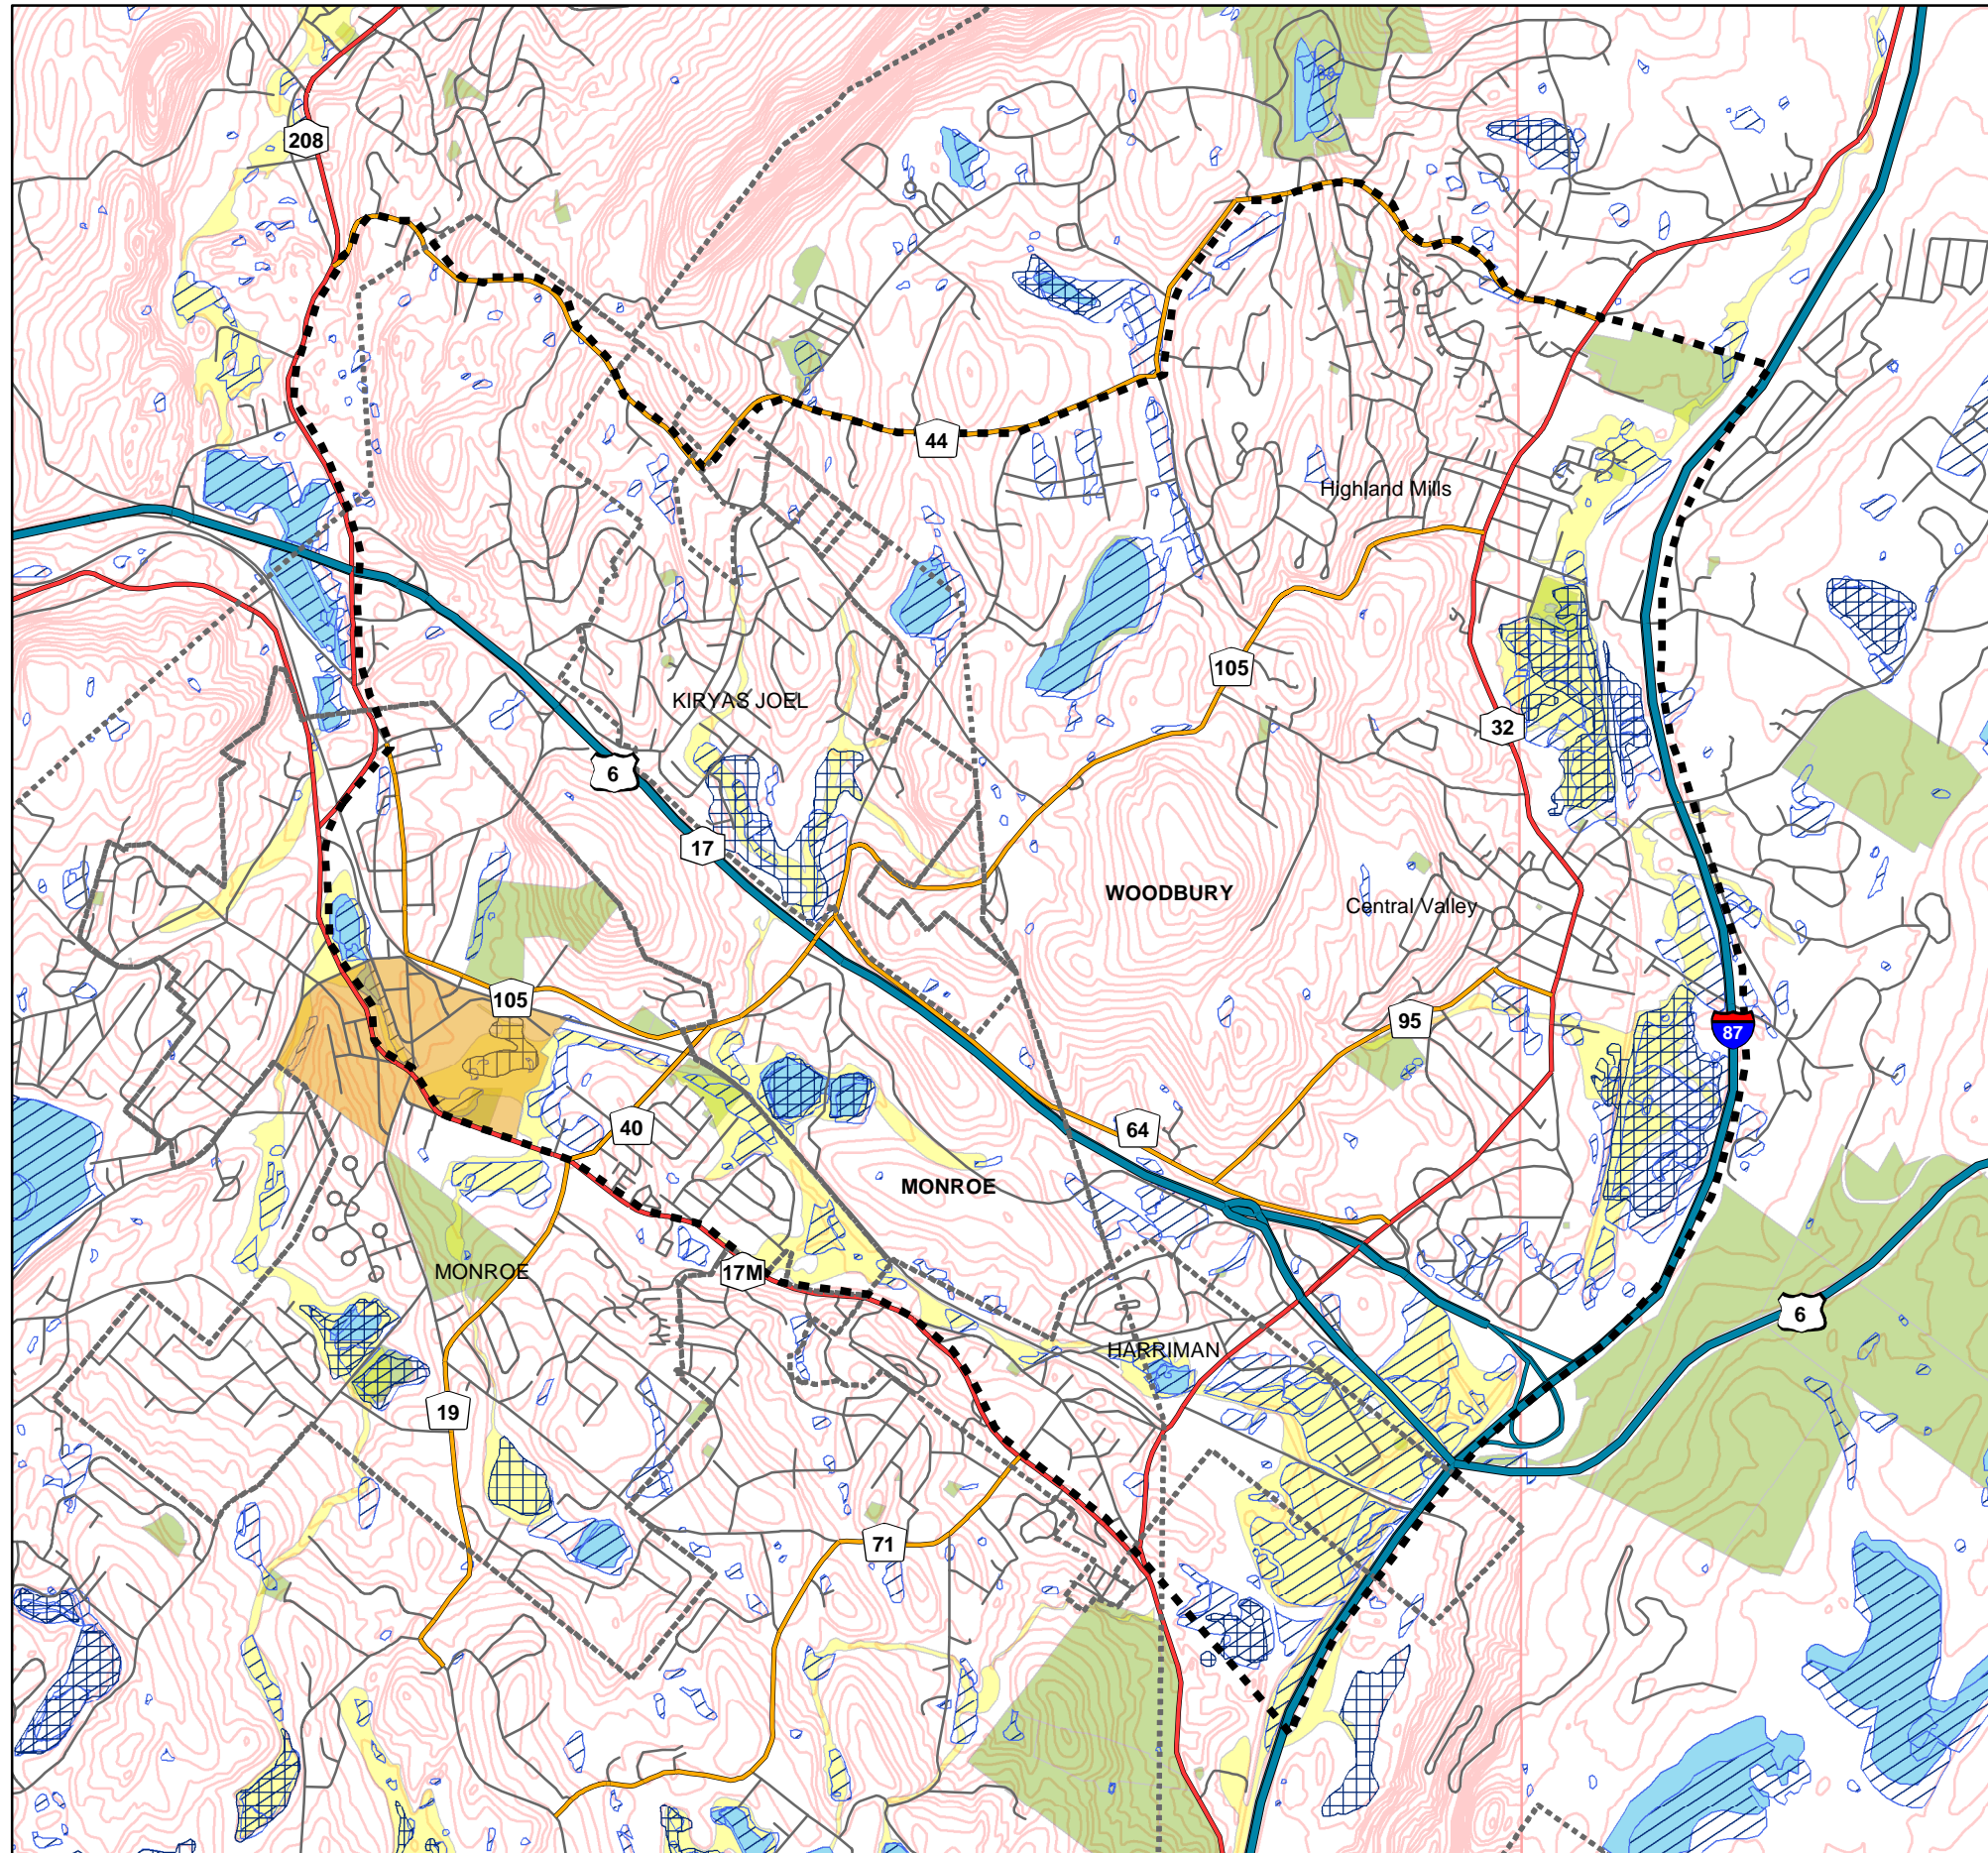 208
44
Highland Mills
105
KIRYAS JOEL
32
6
17
WOODBURY
Central Valley
105
95
87
40
64
MONROE
MONROE
17M
6
HARRIMAN
19
71